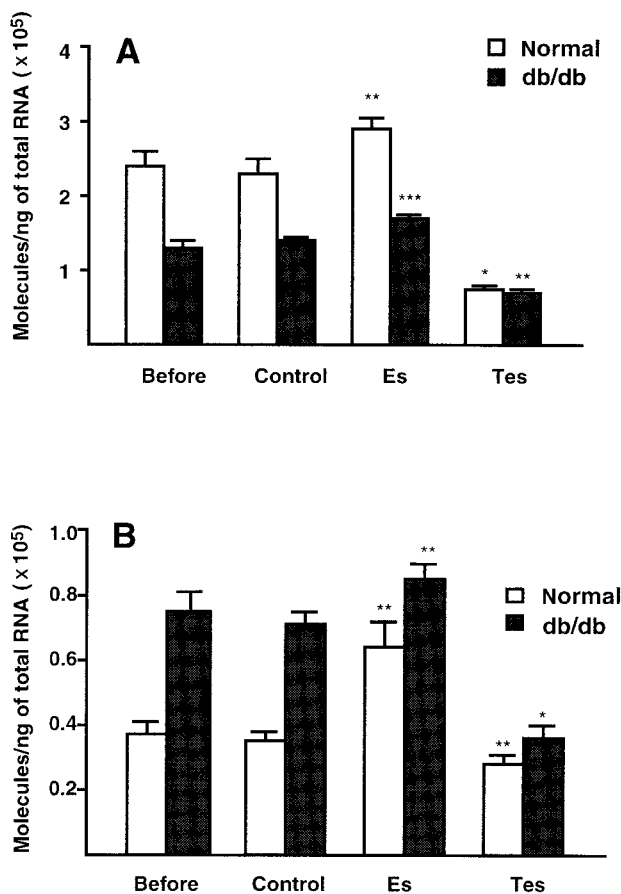 A
Normal
db/db
Molecules/ng of total RNA ( x 10⁵)
4
3
2
1
**
***
*
**
Before Control Es Tes
B
Normal
db/db
Molecules/ng of total RNA ( x 10⁵)
1.0
0.8
0.6
0.4
0.2
**
**
**
*
Before Control Es Tes